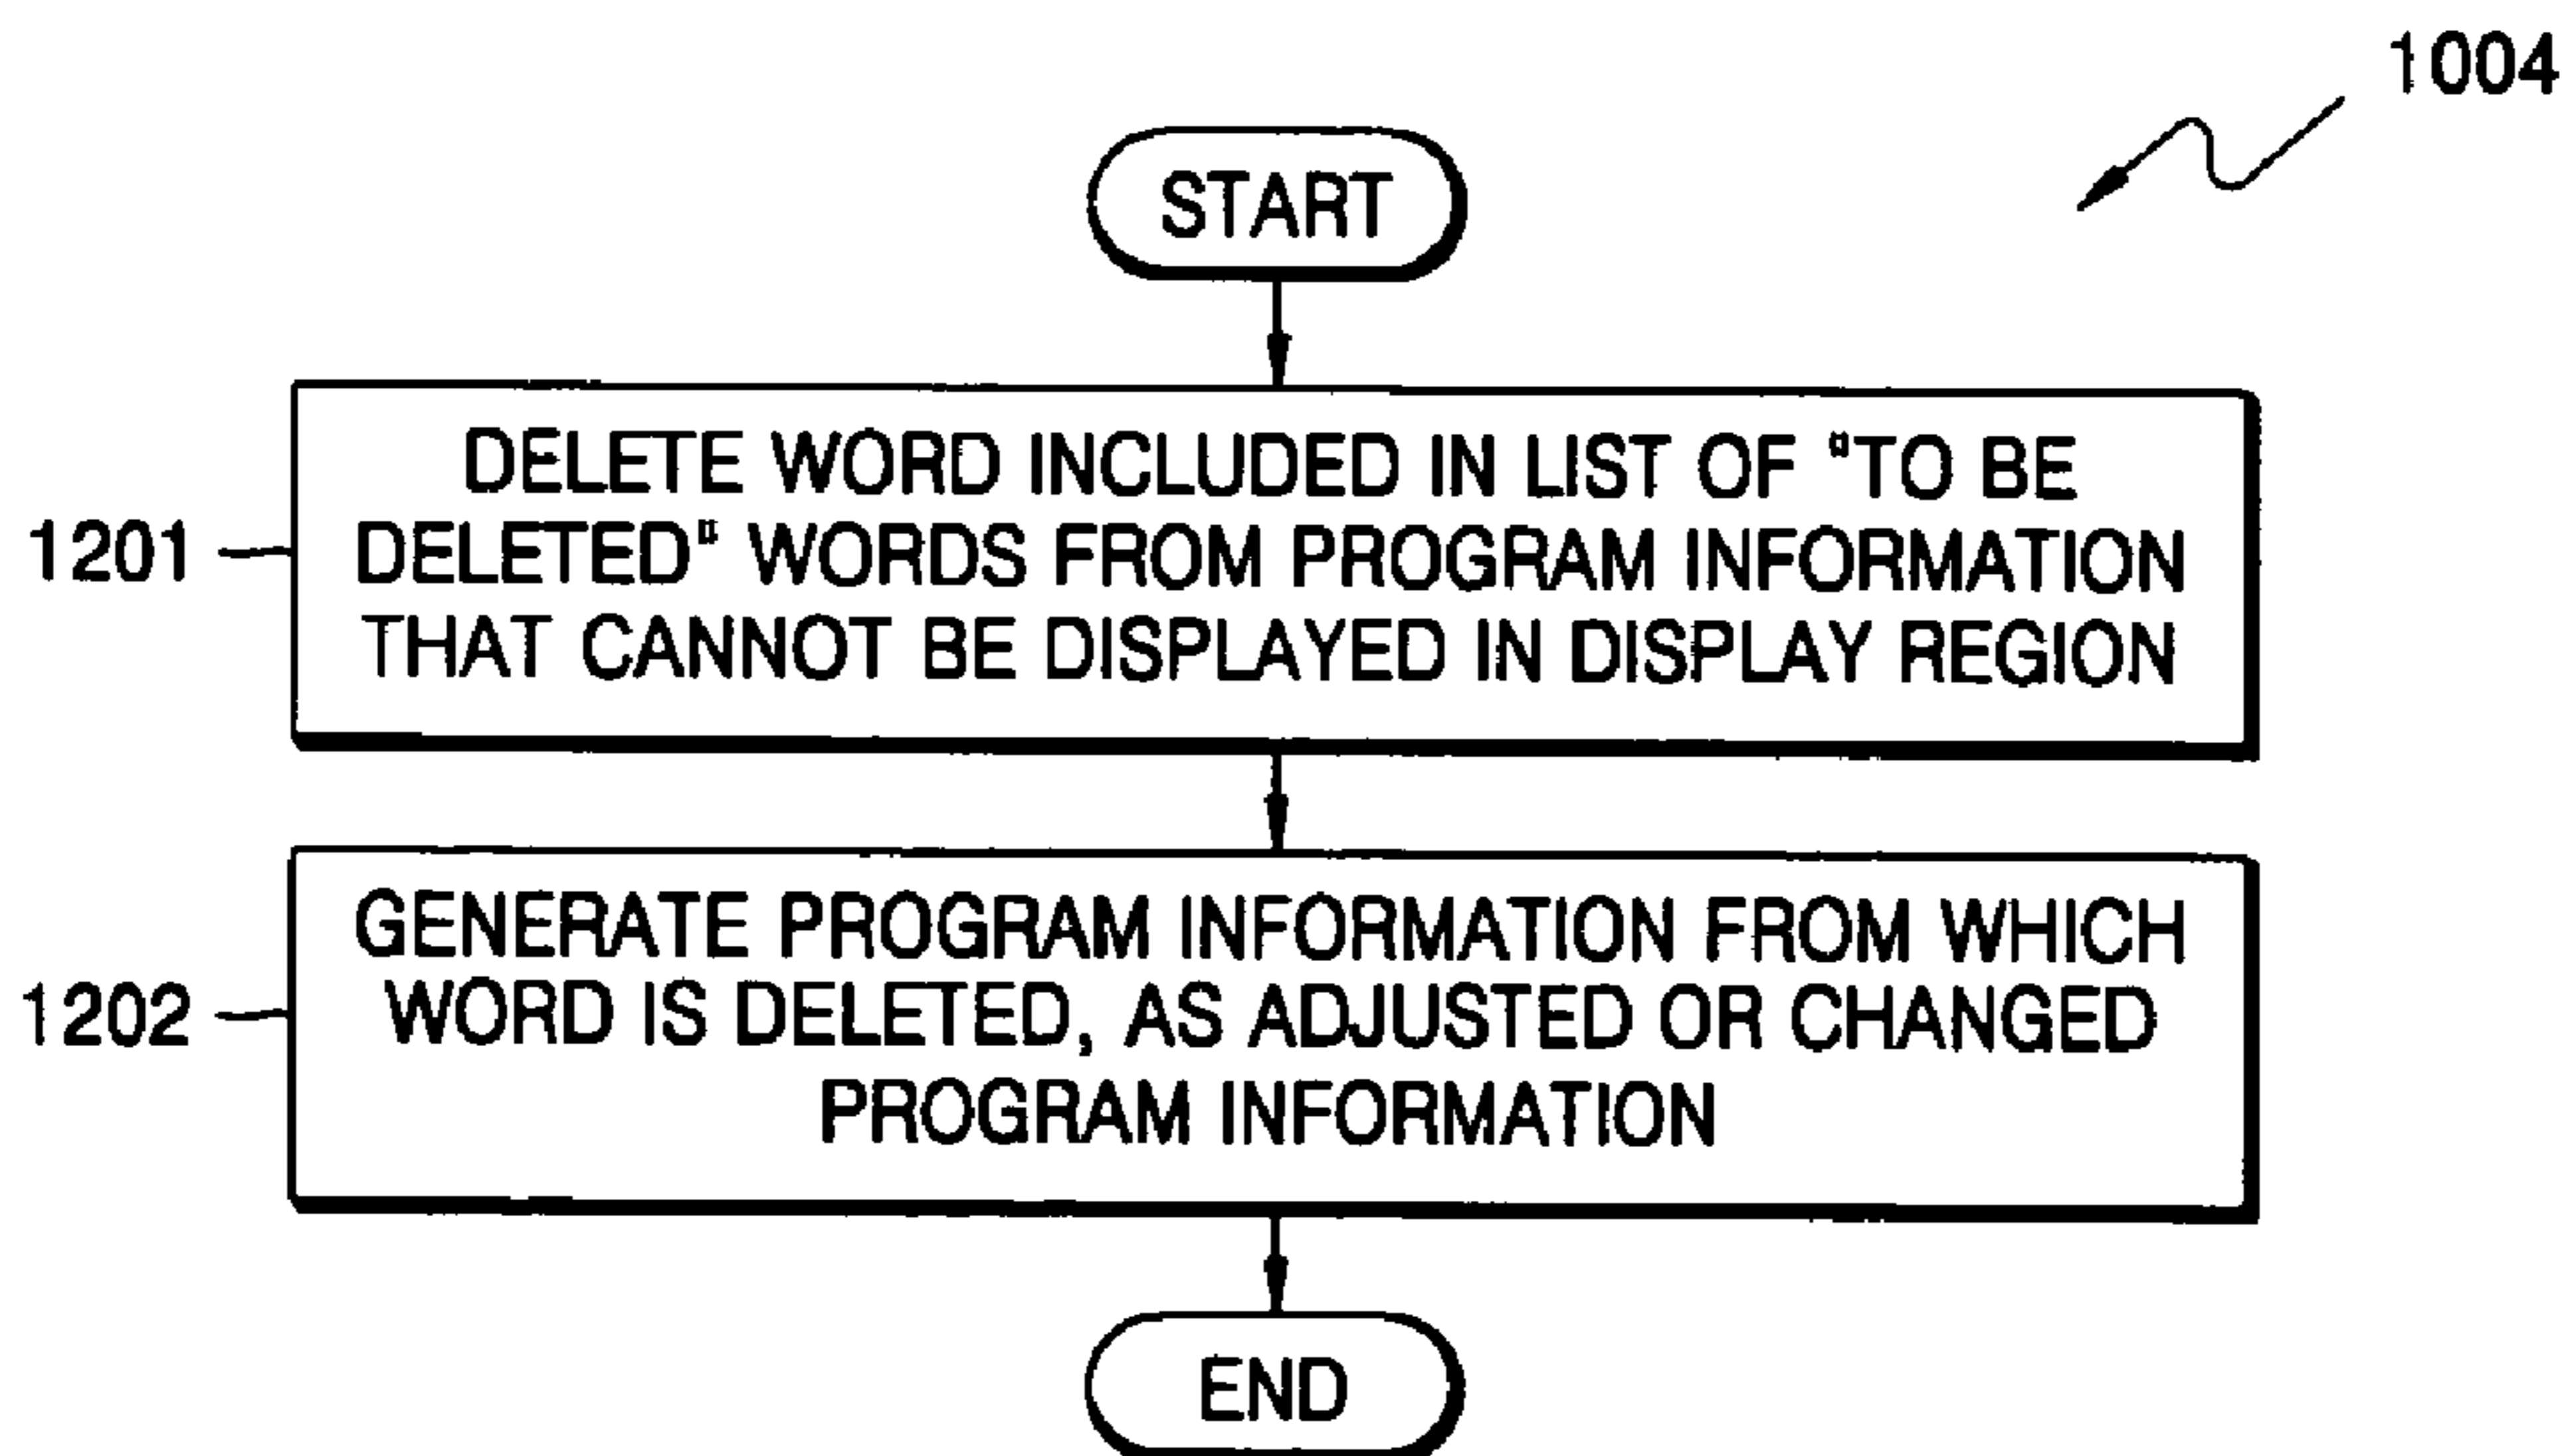 1004
START
DELETE WORD INCLUDED IN LIST OF "TO BE
1201
DELETED" WORDS FROM PROGRAM INFORMATION
THAT CANNOT BE DISPLAYED IN DISPLAY REGION
GENERATE PROGRAM INFORMATION FROM WHICH
1202
WORD IS DELETED, AS ADJUSTED OR CHANGED
PROGRAM INFORMATION
END